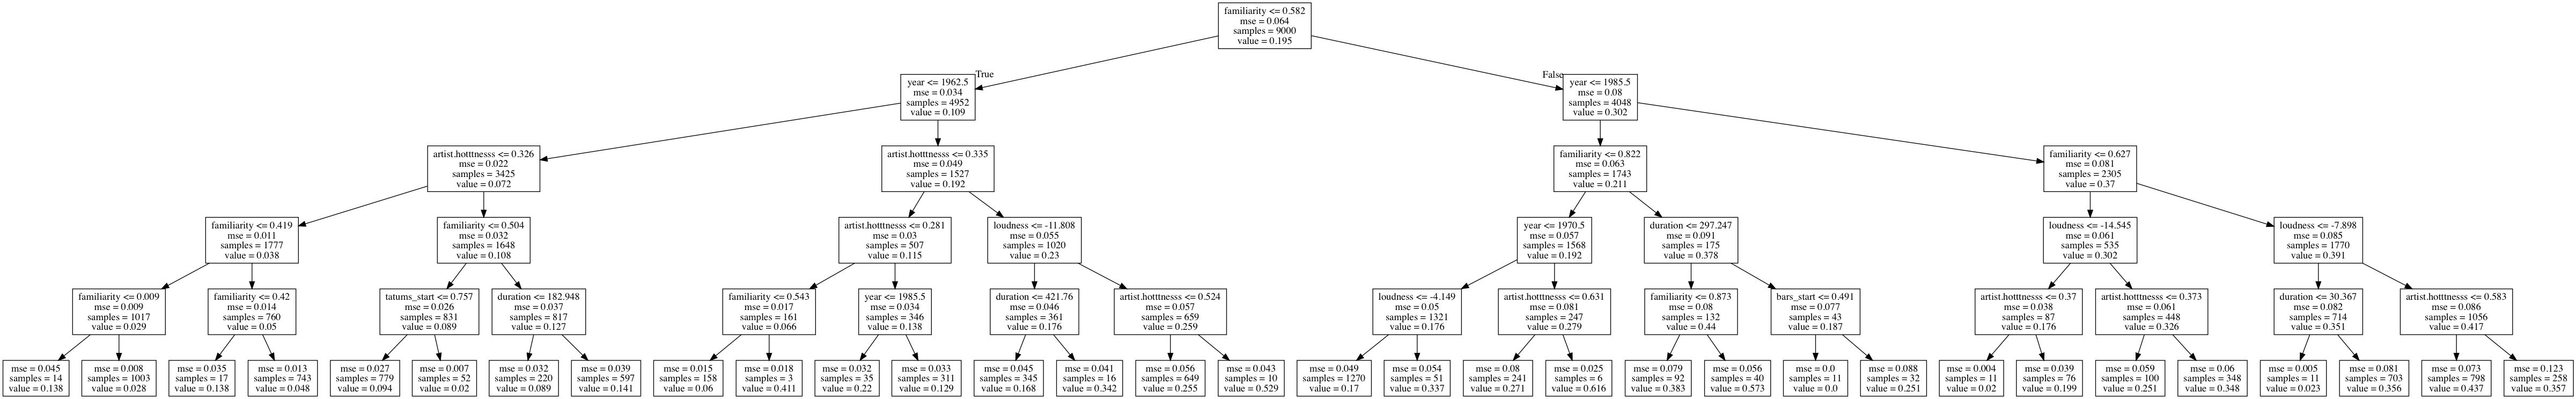 familiarity <= 0.582
mse = 0.064
samples = 9000
value = 0.195
True
False
year <= 1962.5
mse = 0.034
samples = 4952
value = 0.109
year <= 1985.5
mse = 0.08
samples = 4048
value = 0.302
artist.hotttnesss <= 0.326
mse = 0.022
samples = 3425
value = 0.072
artist.hotttnesss <= 0.335
mse = 0.049
samples = 1527
value = 0.192
familiarity <= 0.822
mse = 0.063
samples = 1743
value = 0.211
familiarity <= 0.627
mse = 0.081
samples = 2305
value = 0.37
familiarity <= 0.419
mse = 0.011
samples = 1777
value = 0.038
familiarity <= 0.504
mse = 0.032
samples = 1648
value = 0.108
artist.hotttnesss <= 0.281
mse = 0.03
samples = 507
value = 0.115
loudness <= -11.808
mse = 0.055
samples = 1020
value = 0.23
year <= 1970.5
mse = 0.057
samples = 1568
value = 0.192
duration <= 297.247
mse = 0.091
samples = 175
value = 0.378
loudness <= -14.545
mse = 0.061
samples = 535
value = 0.302
loudness <= -7.898
mse = 0.085
samples = 1770
value = 0.391
familiarity <= 0.009
mse = 0.009
samples = 1017
value = 0.029
familiarity <= 0.42
mse = 0.014
samples = 760
value = 0.05
tatums_start <= 0.757
mse = 0.026
samples = 831
value = 0.089
duration <= 182.948
mse = 0.037
samples = 817
value = 0.127
familiarity <= 0.543
mse = 0.017
samples = 161
value = 0.066
year <= 1985.5
mse = 0.034
samples = 346
value = 0.138
duration <= 421.76
mse = 0.046
samples = 361
value = 0.176
artist.hotttnesss <= 0.524
mse = 0.057
samples = 659
value = 0.259
loudness <= -4.149
mse = 0.05
samples = 1321
value = 0.176
artist.hotttnesss <= 0.631
mse = 0.081
samples = 247
value = 0.279
familiarity <= 0.873
mse = 0.08
samples = 132
value = 0.44
bars_start <= 0.491
mse = 0.077
samples = 43
value = 0.187
artist.hotttnesss <= 0.37
mse = 0.038
samples = 87
value = 0.176
artist.hotttnesss <= 0.373
mse = 0.061
samples = 448
value = 0.326
duration <= 30.367
mse = 0.082
samples = 714
value = 0.351
artist.hotttnesss <= 0.583
mse = 0.086
samples = 1056
value = 0.417
mse = 0.045
samples = 14
value = 0.138
mse = 0.008
samples = 1003
value = 0.028
mse = 0.035
samples = 17
value = 0.138
mse = 0.013
samples = 743
value = 0.048
mse = 0.027
samples = 779
value = 0.094
mse = 0.007
samples = 52
value = 0.02
mse = 0.032
samples = 220
value = 0.089
mse = 0.039
samples = 597
value = 0.141
mse = 0.015
samples = 158
value = 0.06
mse = 0.018
samples = 3
value = 0.411
mse = 0.032
samples = 35
value = 0.22
mse = 0.033
samples = 311
value = 0.129
mse = 0.045
samples = 345
value = 0.168
mse = 0.041
samples = 16
value = 0.342
mse = 0.056
samples = 649
value = 0.255
mse = 0.043
samples = 10
value = 0.529
mse = 0.049
samples = 1270
value = 0.17
mse = 0.054
samples = 51
value = 0.337
mse = 0.08
samples = 241
value = 0.271
mse = 0.025
samples = 6
value = 0.616
mse = 0.079
samples = 92
value = 0.383
mse = 0.056
samples = 40
value = 0.573
mse = 0.0
samples = 11
value = 0.0
mse = 0.088
samples = 32
value = 0.251
mse = 0.004
samples = 11
value = 0.02
mse = 0.039
samples = 76
value = 0.199
mse = 0.059
samples = 100
value = 0.251
mse = 0.06
samples = 348
value = 0.348
mse = 0.005
samples = 11
value = 0.023
mse = 0.081
samples = 703
value = 0.356
mse = 0.073
samples = 798
value = 0.437
mse = 0.123
samples = 258
value = 0.357